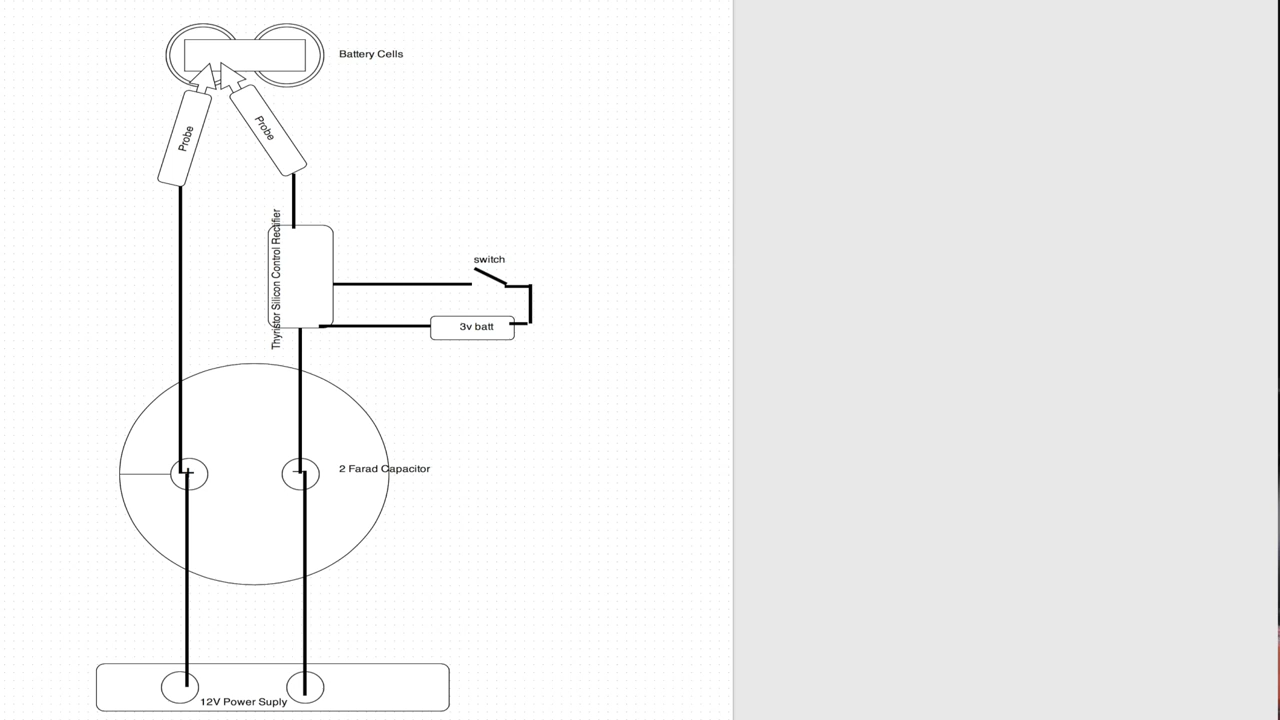 Battery Cells
Probe
Probe
Thyristor Silicon Control Rectifier
switch
3v batt
+
-
2 Farad Capacitor
12V Power Suply